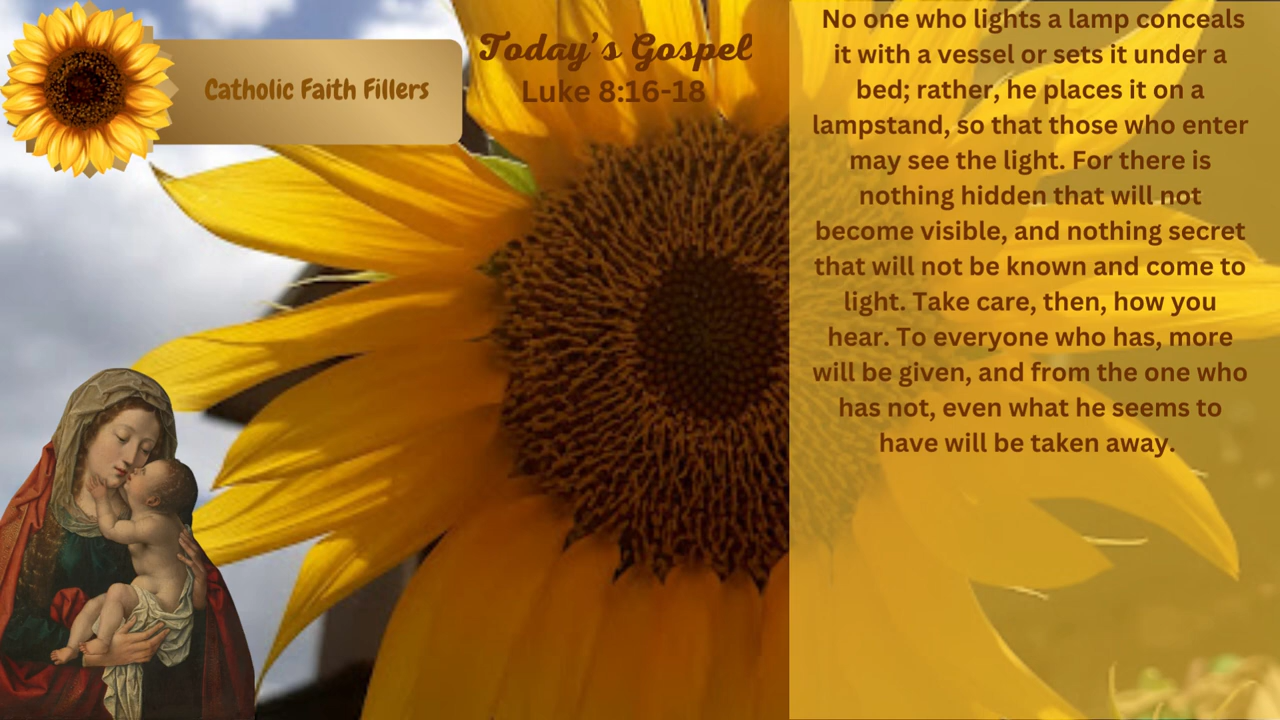 Catholic Faith Fillers
Today's Gospel
Luke 8:16-18
No one who lights a lamp conceals
it with a vessel or sets it under a
bed; rather, he places it on a
lampstand, so that those who enter
may see the light. For there is
nothing hidden that will not
become visible, and nothing secret
that will not be known and come to
light. Take care, then, how you
hear. To everyone who has, more
will be given, and from the one who
has not, even what he seems to
have will be taken away.